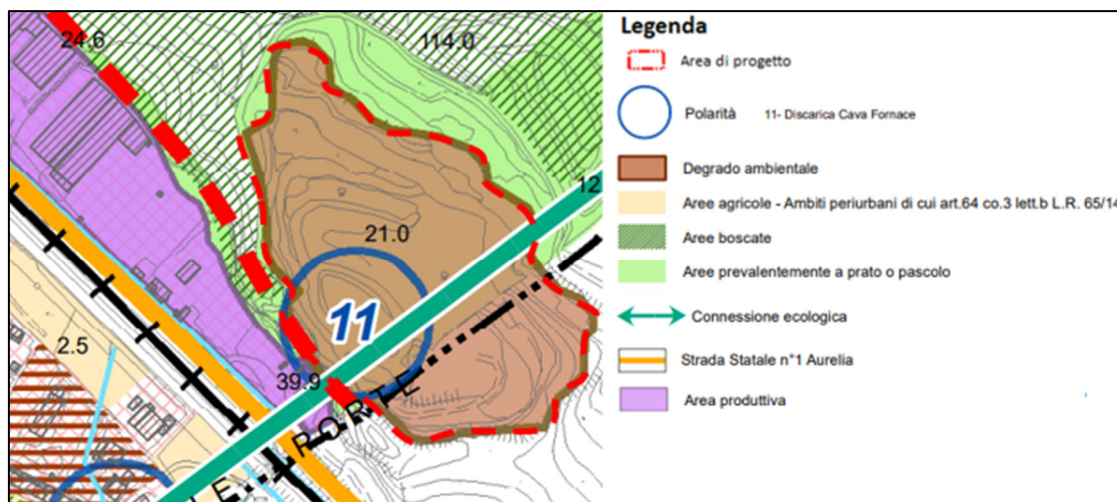 24.6
114.0
12
21.0
11
2.5
39.9
LE
FORTE
Legenda
Area di progetto
Polarità 11- Discarica Cava Fornace
Degrado ambientale
Aree agricole - Ambiti periurbani di cui art.64 co.3 lett.b L.R. 65/14
Aree boscate
Aree prevalentemente a prato o pascolo
Connessione ecologica
Strada Statale n°1 Aurelia
Area produttiva